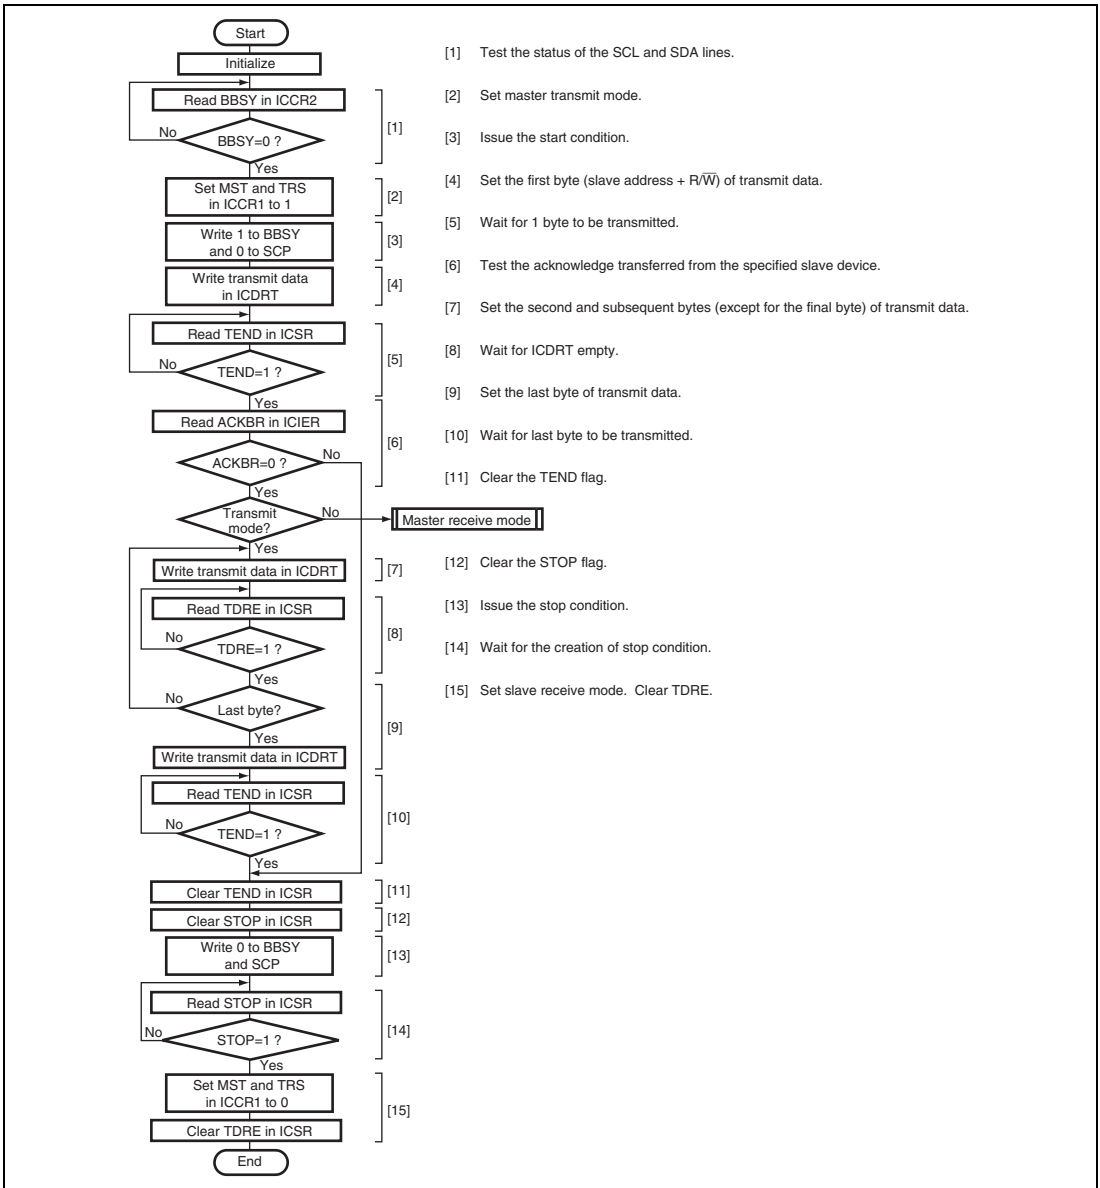 Start
Initialize
Read BBSY in ICCR2
No
BBSY=0 ?
[1]
Yes
Set MST and TRS
in ICCR1 to 1
[2]
Write 1 to BBSY
and 0 to SCP
[3]
Write transmit data
in ICDRT
[4]
Read TEND in ICSR
No
TEND=1 ?
[5]
Yes
Read ACKBR in ICIER
[6]
ACKBR=0 ?
No
Yes
Transmit
mode?
No
Master receive mode
Yes
Write transmit data in ICDRT
[7]
Read TDRE in ICSR
No
TDRE=1 ?
[8]
Yes
No
Last byte?
[9]
Yes
Write transmit data in ICDRT
Read TEND in ICSR
No
TEND=1 ?
[10]
Yes
Clear TEND in ICSR
[11]
Clear STOP in ICSR
[12]
Write 0 to BBSY
and SCP
[13]
Read STOP in ICSR
No
STOP=1 ?
[14]
Yes
Set MST and TRS
in ICCR1 to 0
[15]
Clear TDRE in ICSR
End
[1] Test the status of the SCL and SDA lines.
[2] Set master transmit mode.
[3] Issue the start condition.
[4] Set the first byte (slave address + R/W̅) of transmit data.
[5] Wait for 1 byte to be transmitted.
[6] Test the acknowledge transferred from the specified slave device.
[7] Set the second and subsequent bytes (except for the final byte) of transmit data.
[8] Wait for ICDRT empty.
[9] Set the last byte of transmit data.
[10] Wait for last byte to be transmitted.
[11] Clear the TEND flag.
[12] Clear the STOP flag.
[13] Issue the stop condition.
[14] Wait for the creation of stop condition.
[15] Set slave receive mode. Clear TDRE.